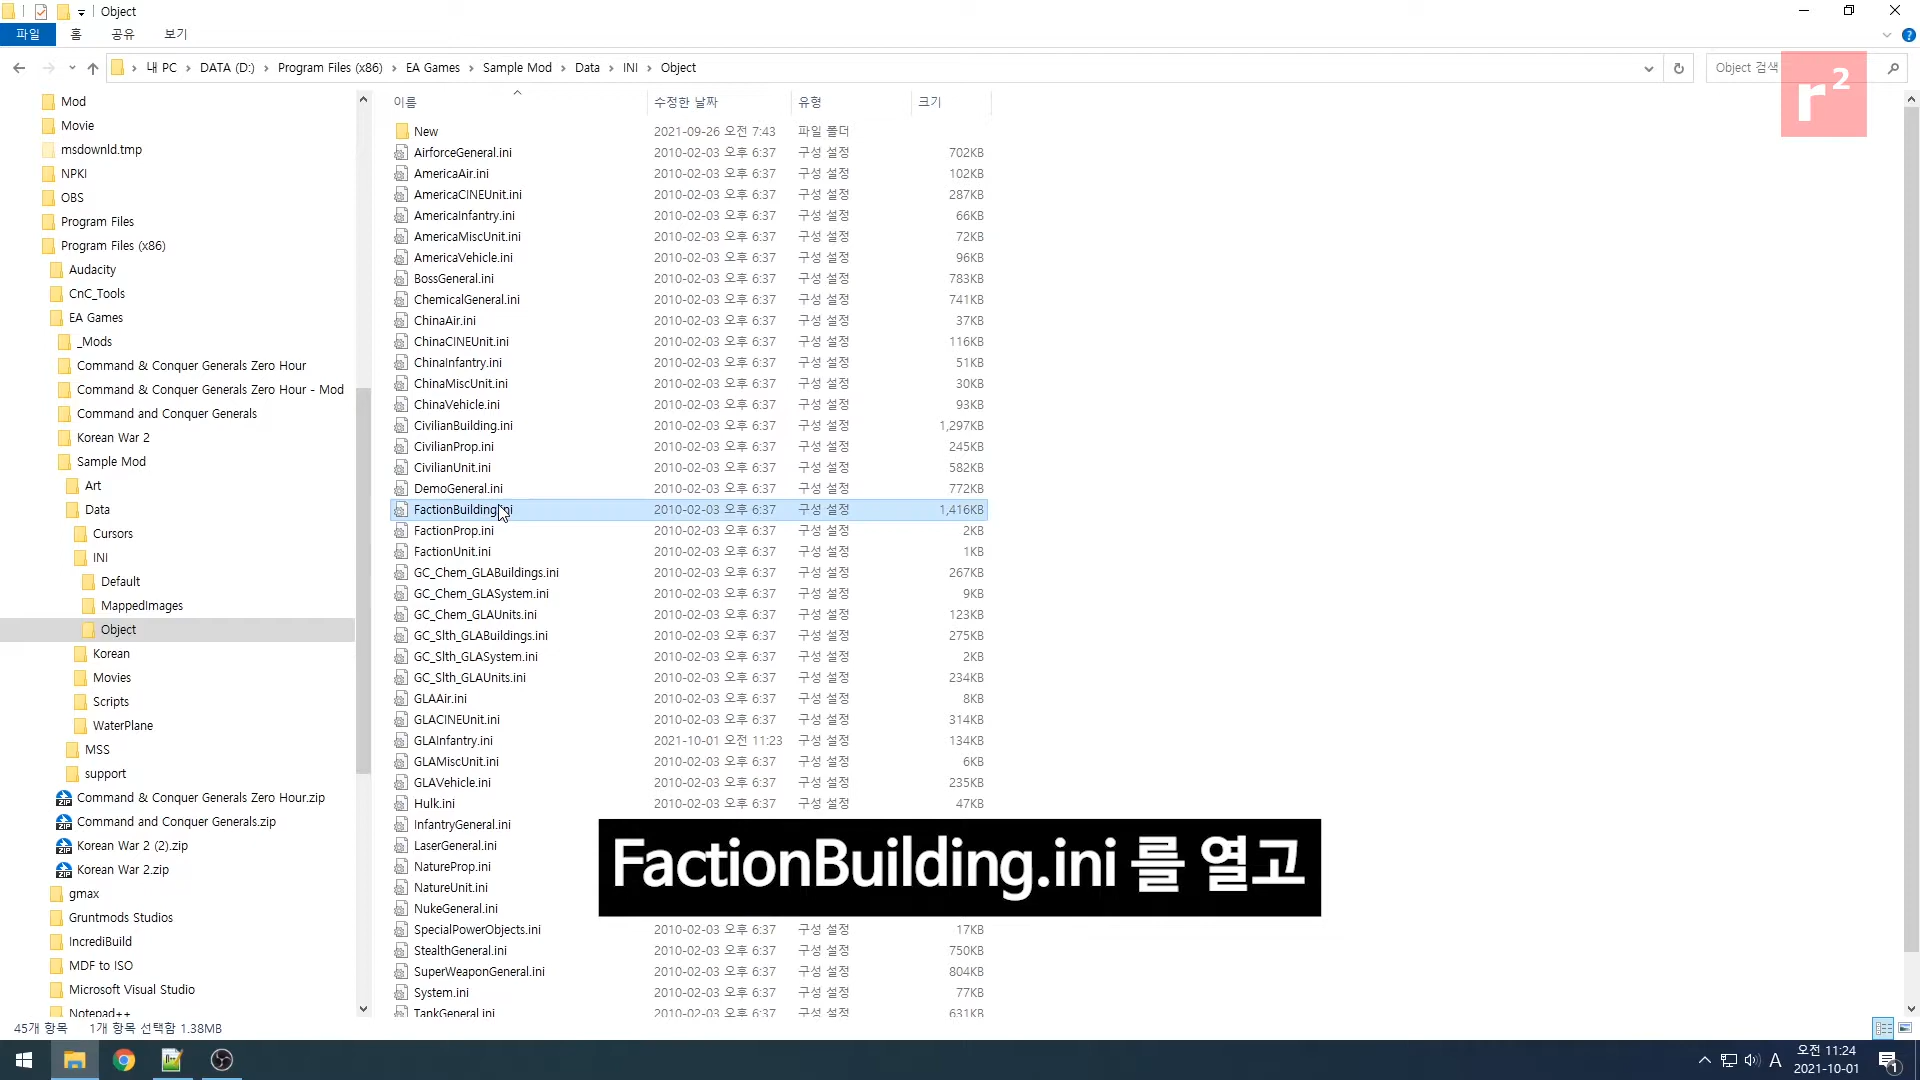 Object
파일 홈 공유 보기
내 PC > DATA (D:) > Program Files (x86) > EA Games > Sample Mod > Data > INI > Object
Object 검색
r²
Mod
Movie
msdownld.tmp
NPKI
OBS
Program Files
Program Files (x86)
Audacity
CnC_Tools
EA Games
_Mods
Command & Conquer Generals Zero Hour
Command & Conquer Generals Zero Hour - Mod
Command and Conquer Generals
Korean War 2
Sample Mod
Art
Data
Cursors
INI
Default
MappedImages
Object
Korean
Movies
Scripts
WaterPlane
MSS
support
Command & Conquer Generals Zero Hour.zip
Command and Conquer Generals.zip
Korean War 2 (2).zip
Korean War 2.zip
gmax
Gruntmods Studios
IncrediBuild
MDF to ISO
Microsoft Visual Studio
Notepad++
이름 수정한 날짜 유형 크기
New 2021-09-26 오전 7:43 파일 폴더
AirforceGeneral.ini 2010-02-03 오후 6:37 구성 설정 702KB
AmericaAir.ini 2010-02-03 오후 6:37 구성 설정 102KB
AmericaCINEUnit.ini 2010-02-03 오후 6:37 구성 설정 287KB
AmericaInfantry.ini 2010-02-03 오후 6:37 구성 설정 66KB
AmericaMiscUnit.ini 2010-02-03 오후 6:37 구성 설정 72KB
AmericaVehicle.ini 2010-02-03 오후 6:37 구성 설정 96KB
BossGeneral.ini 2010-02-03 오후 6:37 구성 설정 783KB
ChemicalGeneral.ini 2010-02-03 오후 6:37 구성 설정 741KB
ChinaAir.ini 2010-02-03 오후 6:37 구성 설정 37KB
ChinaCINEUnit.ini 2010-02-03 오후 6:37 구성 설정 116KB
ChinaInfantry.ini 2010-02-03 오후 6:37 구성 설정 51KB
ChinaMiscUnit.ini 2010-02-03 오후 6:37 구성 설정 30KB
ChinaVehicle.ini 2010-02-03 오후 6:37 구성 설정 93KB
CivilianBuilding.ini 2010-02-03 오후 6:37 구성 설정 1,297KB
CivilianProp.ini 2010-02-03 오후 6:37 구성 설정 245KB
CivilianUnit.ini 2010-02-03 오후 6:37 구성 설정 582KB
DemoGeneral.ini 2010-02-03 오후 6:37 구성 설정 772KB
FactionBuilding.ini 2010-02-03 오후 6:37 구성 설정 1,416KB
FactionProp.ini 2010-02-03 오후 6:37 구성 설정 2KB
FactionUnit.ini 2010-02-03 오후 6:37 구성 설정 1KB
GC_Chem_GLABuildings.ini 2010-02-03 오후 6:37 구성 설정 267KB
GC_Chem_GLASystem.ini 2010-02-03 오후 6:37 구성 설정 9KB
GC_Chem_GLAUnits.ini 2010-02-03 오후 6:37 구성 설정 123KB
GC_Slth_GLABuildings.ini 2010-02-03 오후 6:37 구성 설정 275KB
GC_Slth_GLASystem.ini 2010-02-03 오후 6:37 구성 설정 2KB
GC_Slth_GLAUnits.ini 2010-02-03 오후 6:37 구성 설정 234KB
GLAAir.ini 2010-02-03 오후 6:37 구성 설정 8KB
GLACINEUnit.ini 2010-02-03 오후 6:37 구성 설정 314KB
GLAInfantry.ini 2021-10-01 오전 11:23 구성 설정 134KB
GLAMiscUnit.ini 2010-02-03 오후 6:37 구성 설정 6KB
GLAVehicle.ini 2010-02-03 오후 6:37 구성 설정 235KB
Hulk.ini 2010-02-03 오후 6:37 구성 설정 47KB
InfantryGeneral.ini
LaserGeneral.ini
NatureProp.ini
NatureUnit.ini
NukeGeneral.ini
SpecialPowerObjects.ini 2010-02-03 오후 6:37 구성 설정 17KB
StealthGeneral.ini 2010-02-03 오후 6:37 구성 설정 750KB
SuperWeaponGeneral.ini 2010-02-03 오후 6:37 구성 설정 804KB
System.ini 2010-02-03 오후 6:37 구성 설정 77KB
TankGeneral.ini 2010-02-03 오후 6:37 구성 설정 631KB
FactionBuilding.ini 를 열고
45개 항목 1개 항목 선택함 1.38MB
A
오전 11:24
2021-10-01
1